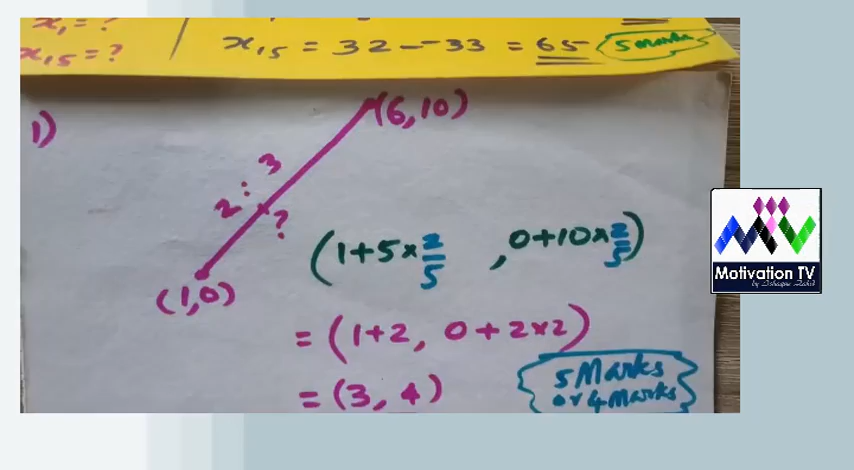 x₁ = ?
x₁₅ = ?
x₁₅ = 32 - -33 = 65
5 Marks
1)
(6,10)
2 : 3
?
(1,0)
(1+5×2/5 , 0+10×2/5)
= (1+2, 0+2×2)
= (3, 4)
5 Marks
or 4 Marks
Motivation TV